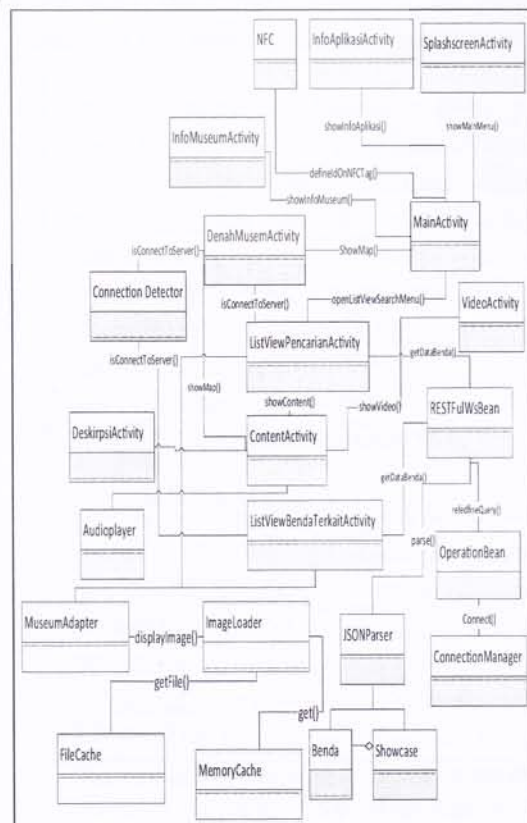 NFC
InfoAplikasiActivity
SplashscreenActivity
showInfoAplikasi()
showMainMenu()
InfoMuseumActivity
defineIdOnNFCTag()
showInfoMuseum()
MainActivity
DenahMusemActivity
isConnectToServer()
ShowMap()
Connection Detector
isConnectToServer()
openListViewSearchMenu()
VideoActivity
ListViewPencarianActivity
isConnectToServer()
getDataBenda()
showMap()
showContent()
showVideo()
RESTFulWsBean
DeskirpsiActivity
ContentActivity
getDataBenda()
Audioplayer
ListViewBendaTerkaitActivity
parse()
OperationBean
Connect()
MuseumAdapter
displayImage()
ImageLoader
JSONParser
ConnectionManager
getFile()
get()
FileCache
MemoryCache
Benda
Showcase